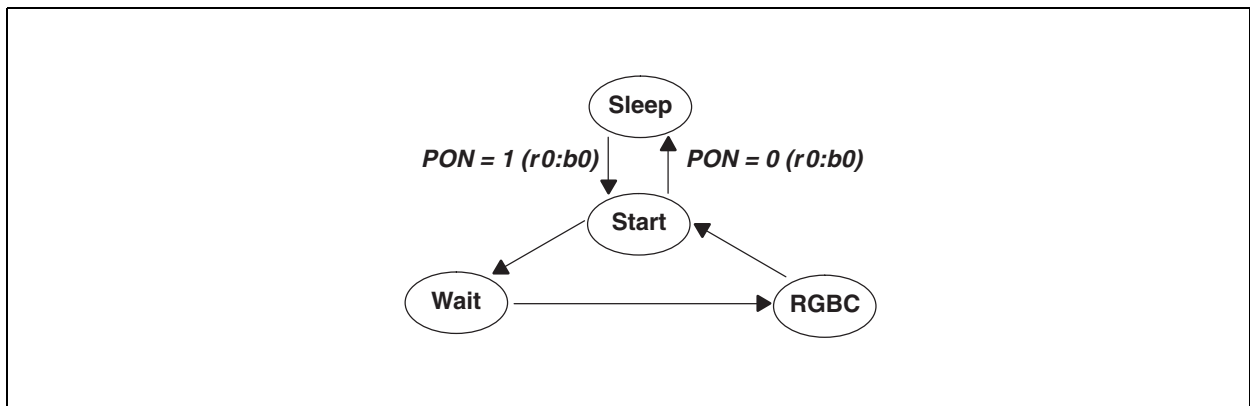 Sleep
PON = 1 (r0:b0)
PON = 0 (r0:b0)
Start
Wait
RGBC